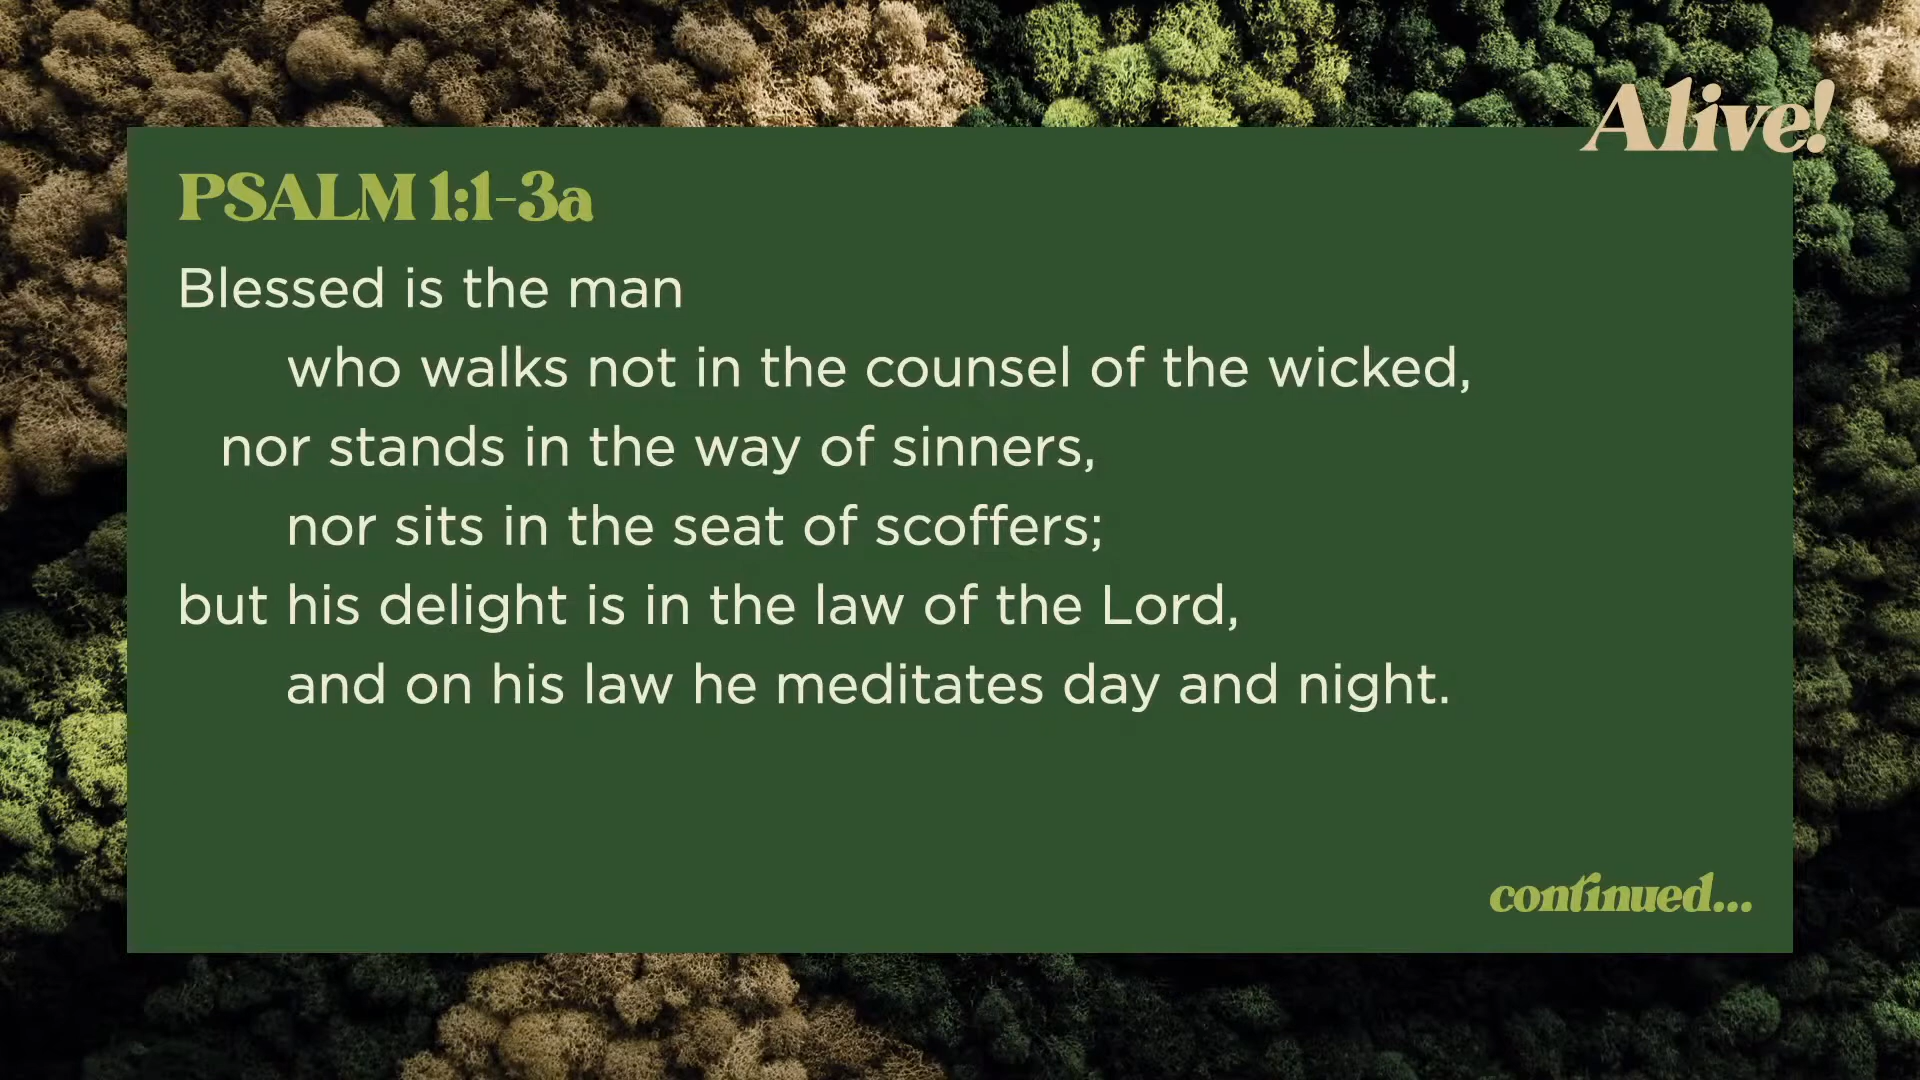 Alive!
PSALM 1:1-3a
Blessed is the man
who walks not in the counsel of the wicked,
nor stands in the way of sinners,
nor sits in the seat of scoffers;
but his delight is in the law of the Lord,
and on his law he meditates day and night.
continued...